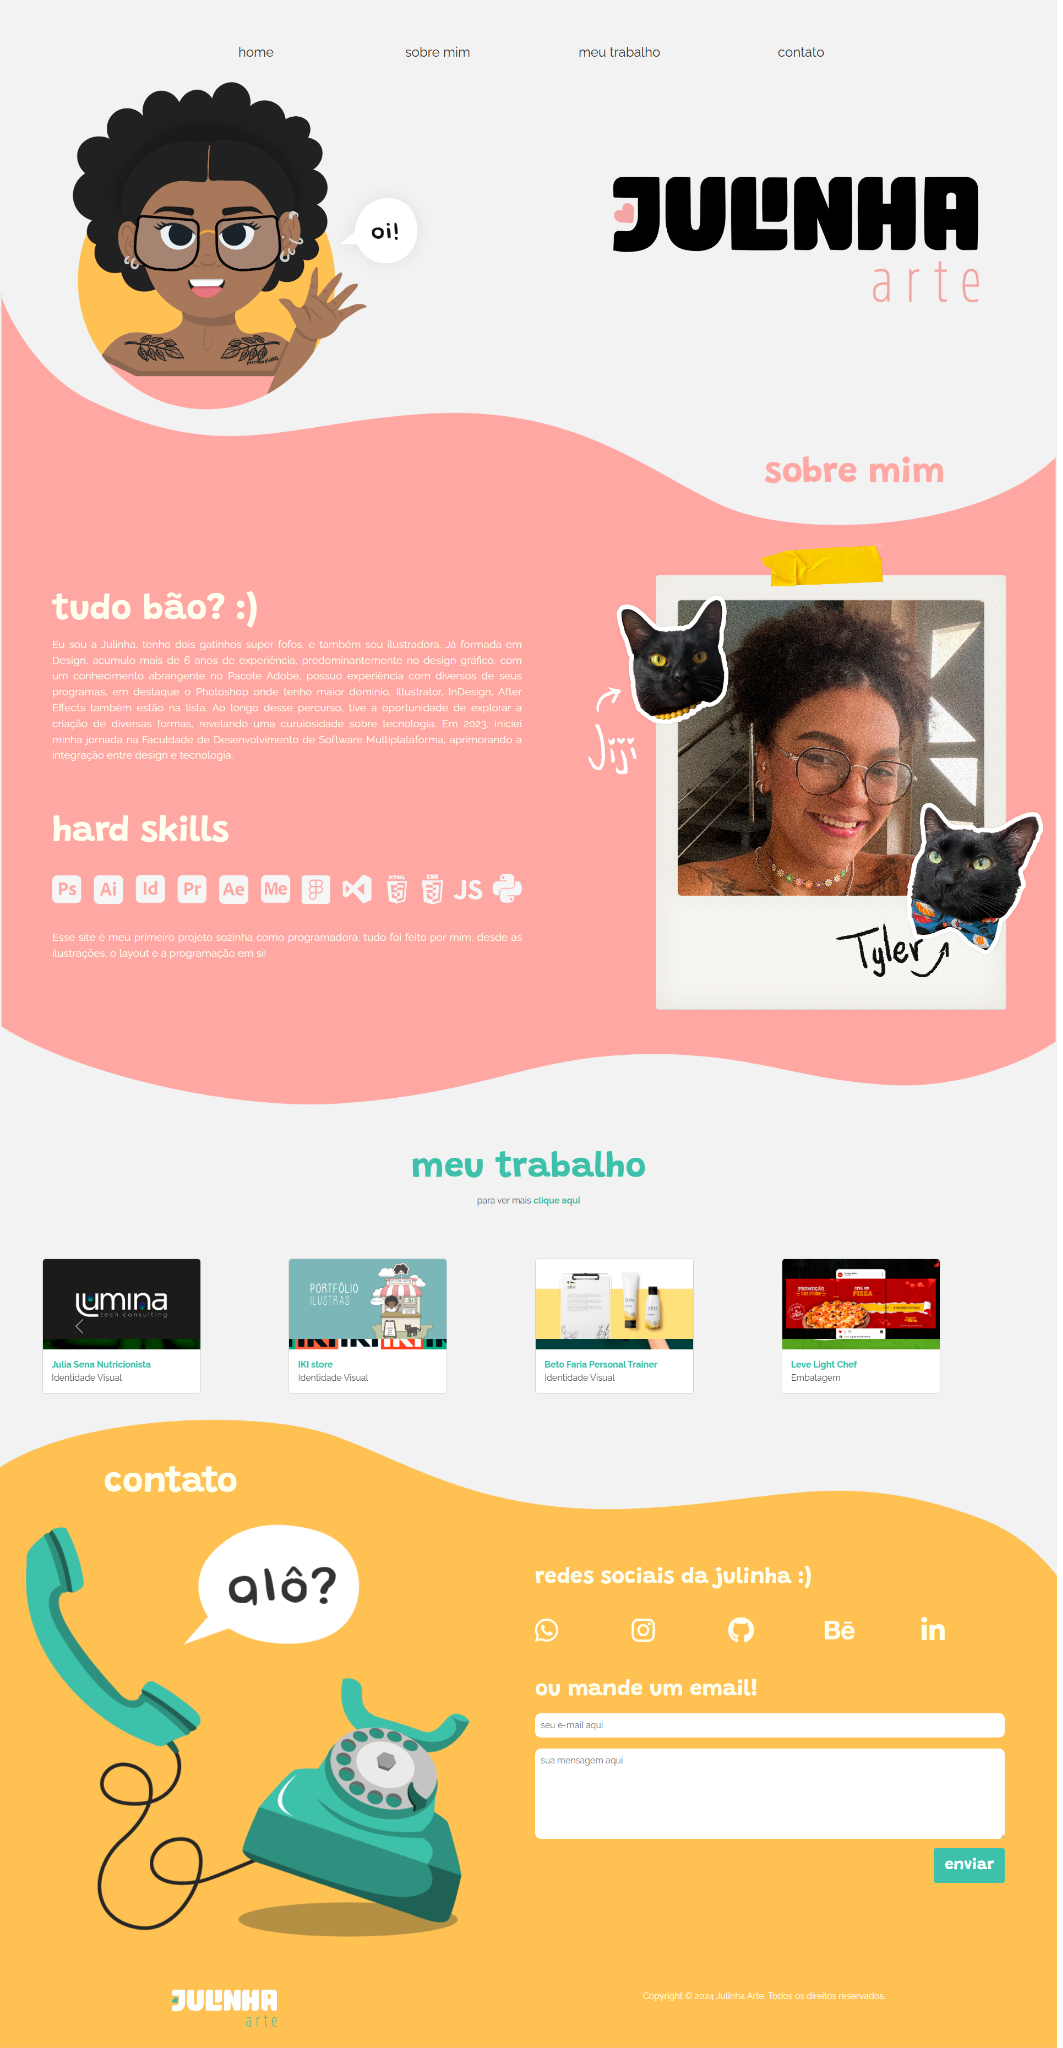 home
sobre mim
meu trabalho
contato
oi!
JULINHA
arte
sobre mim
tudo bão? :)
Eu sou a Julinha, tenho dois gatinhos super fofos, e também sou ilustradora. Já formada em
Design, acumulo mais de 6 anos de experiência, predominantemente no design gráfico, com
um conhecimento abrangente no Pacote Adobe, possuo experiência com diversos de seus
programas, em destaque o Photoshop onde tenho maior domínio, Illustrator, InDesign, After
Effects também estão na lista. Ao longo desse percurso, tive a oportunidade de explorar a
criação de diversas formas, revelando uma curuiosidade sobre tecnologia. Em 2023, iniciei
minha jornada na Faculdade de Desenvolvimento de Software Multiplataforma, aprimorando a
integração entre design e tecnologia.
Jiji
hard skills
Ps Ai Id Pr Ae Me HTML 5 CSS 3 JS
Tyler
Esse site é meu primeiro projeto sozinha como programadora, tudo foi feito por mim, desde as
ilustrações, o layout e a programação em si!
meu trabalho
para ver mais clique aqui
lumina
tech consulting
PORTFÓLIO
ILUSTRAS
PROMOÇÃO
PIZZA
Julia Sena Nutricionista
Identidade Visual
IKI store
Identidade Visual
Beto Faria Personal Trainer
Identidade Visual
Leve Light Chef
Embalagem
contato
alô?
redes sociais da julinha :)
Bē
in
ou mande um email!
seu e-mail aqui
sua mensagem aqui
enviar
JULINHA
arte
Copyright © 2024 Julinha Arte. Todos os direitos reservados.